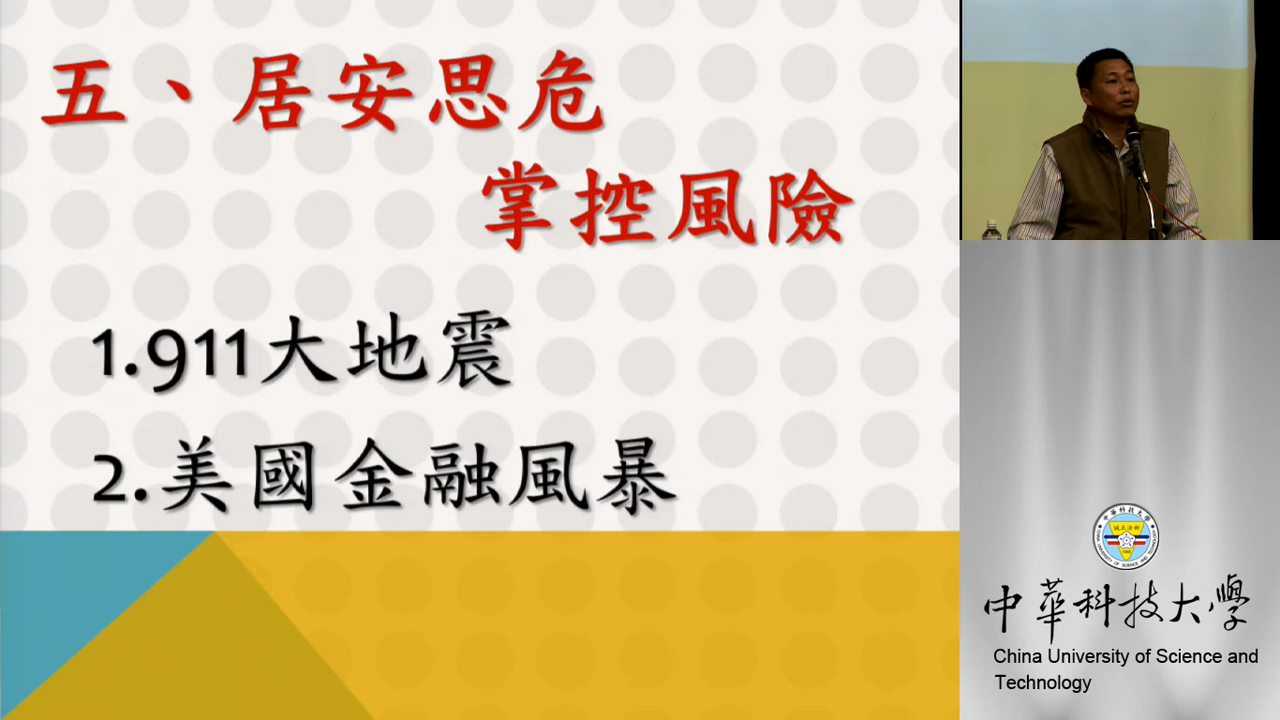 五、居安思危
掌控風險
1.911大地震
2.美國金融風暴
中華科技大學
China University of Science and
Technology